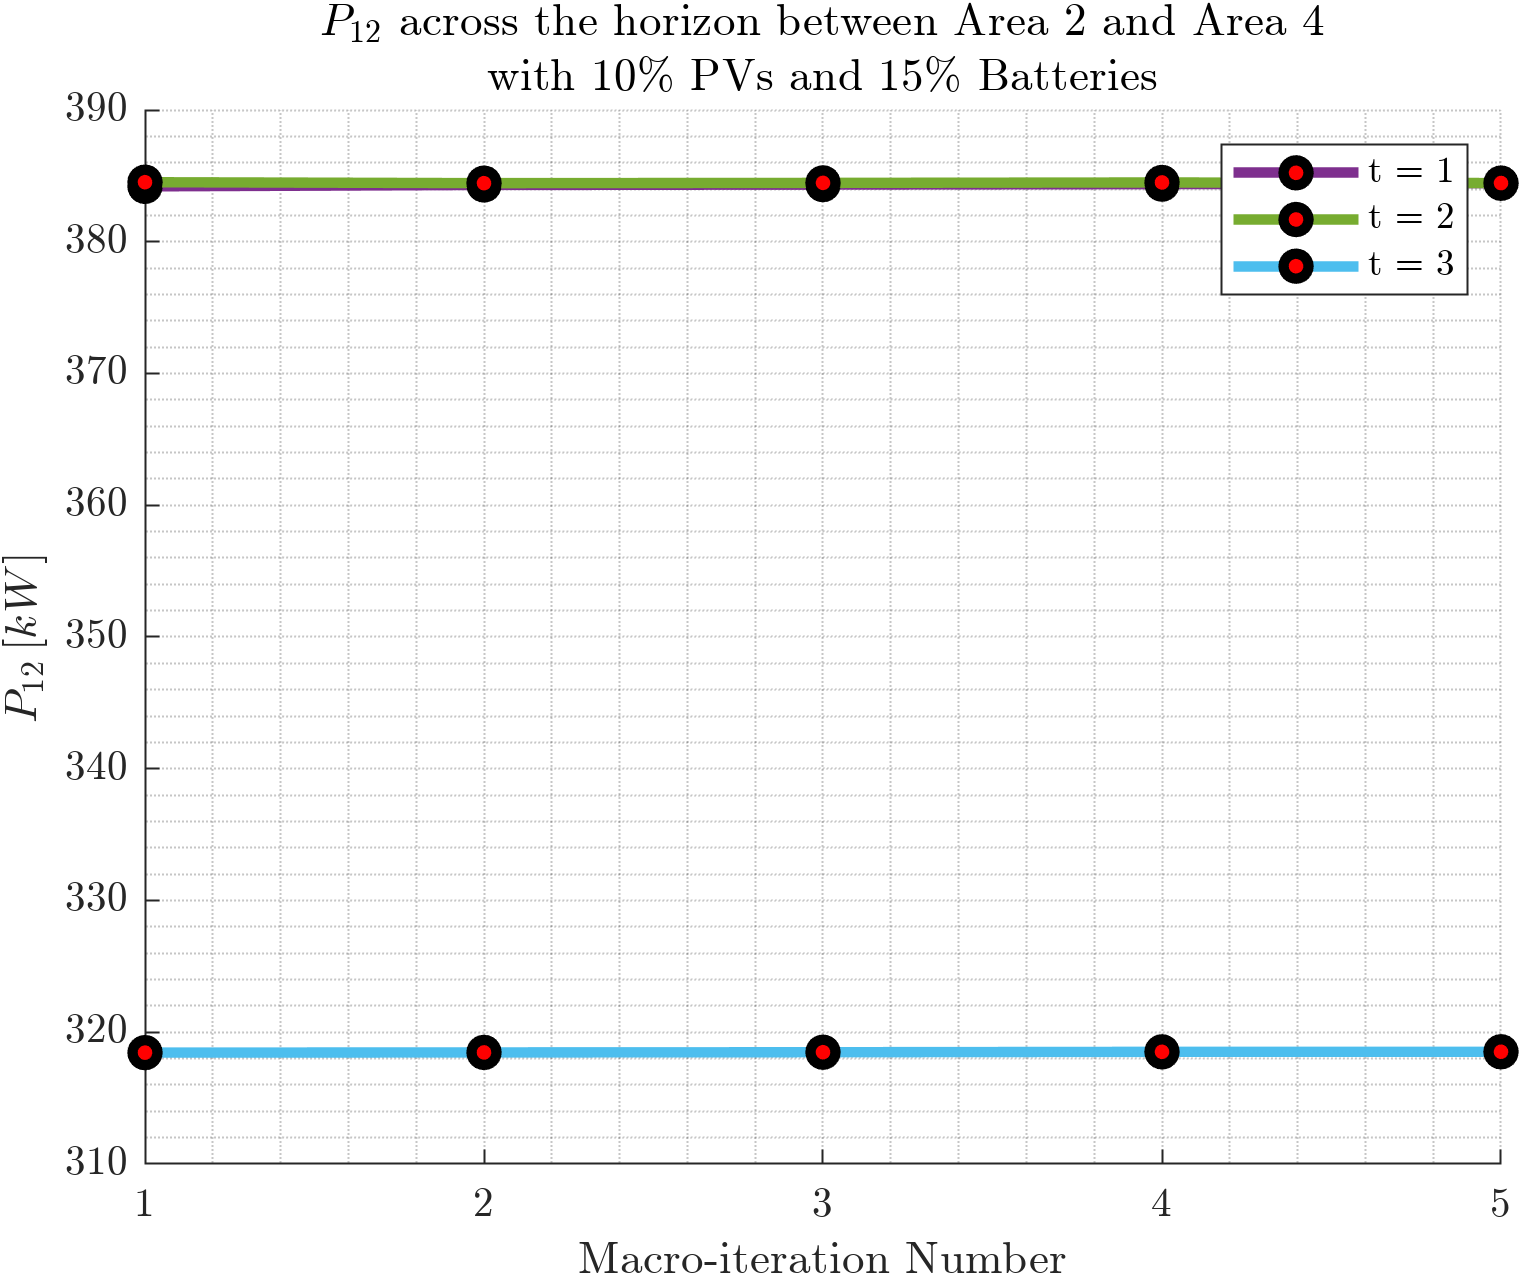 P₁₂ across the horizon between Area 2 and Area 4
with 10% PVs and 15% Batteries
390
380
370
360
350
340
330
320
310
P₁₂ [kW]
t = 1
t = 2
t = 3
1 2 3 4 5
Macro-iteration Number